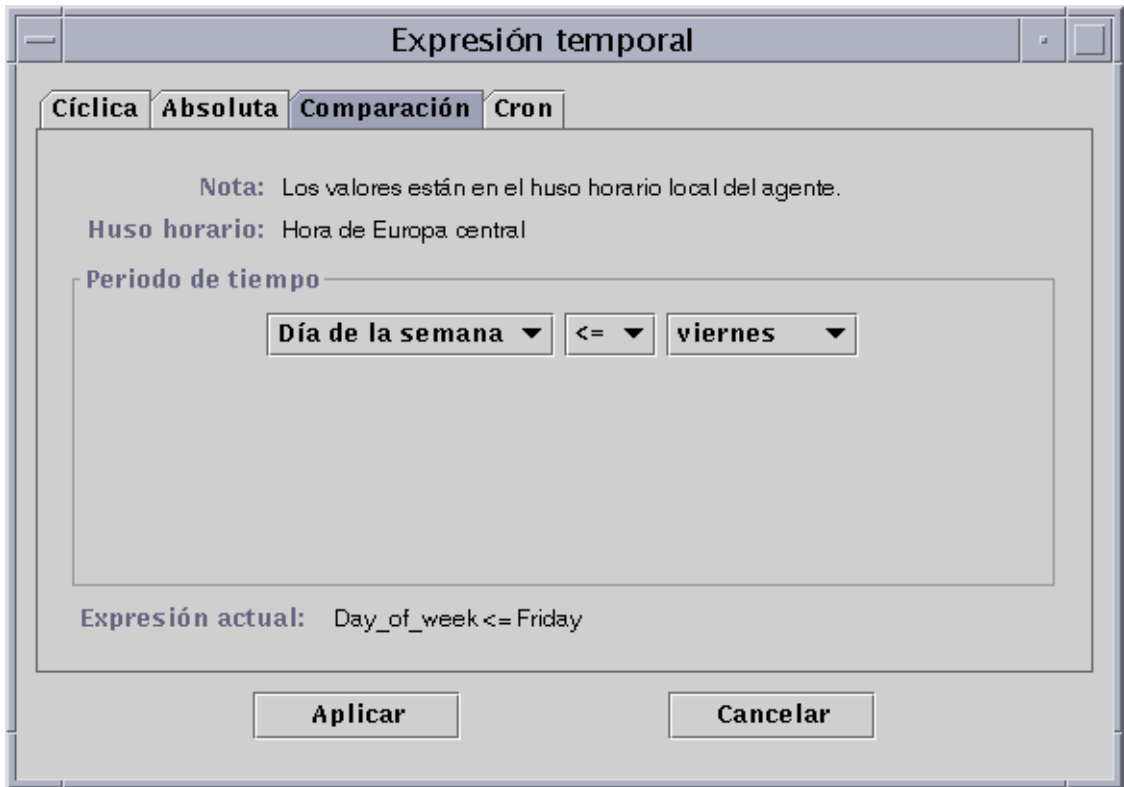 Expresión temporal
Cíclica Absoluta Comparación Cron
Nota: Los valores están en el huso horario local del agente.
Huso horario: Hora de Europa central
Periodo de tiempo
Día de la semana <= viernes
Expresión actual: Day_of_week <= Friday
Aplicar Cancelar